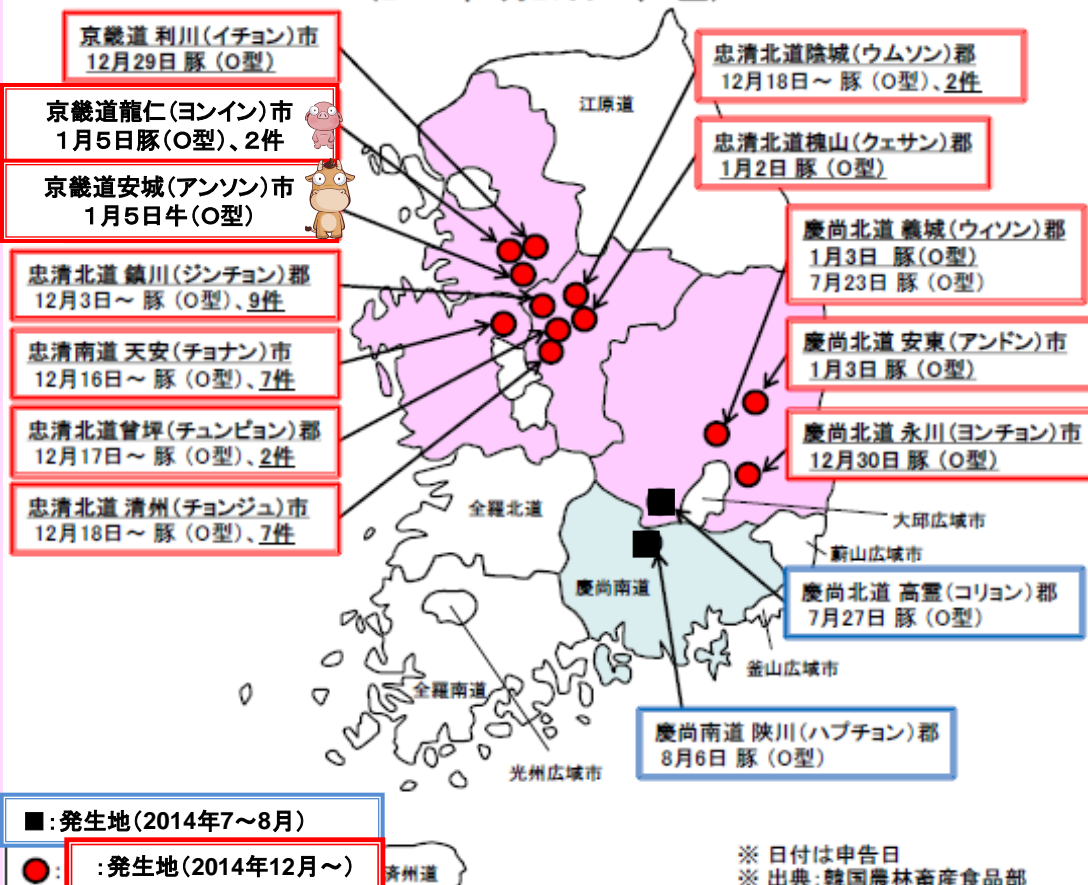 京畿道 利川(イチョン)市
12月29日 豚 (O型)
京畿道龍仁(ヨンイン)市
1月5日豚(O型)、2件
京畿道安城(アンソン)市
1月5日牛(O型)
忠清北道 鎮川(ジンチョン)郡
12月3日~ 豚 (O型)、9件
忠清南道 天安(チョナン)市
12月16日~ 豚 (O型)、7件
忠清北道曽坪(チュンピョン)郡
12月17日~ 豚 (O型)、2件
忠清北道 清州(チョンジュ)市
12月18日~ 豚 (O型)、7件
江原道
忠清北道陰城(ウムソン)郡
12月18日~ 豚 (O型)、2件
忠清北道槐山(クェサン)郡
1月2日 豚 (O型)
慶尚北道 義城(ウィソン)郡
1月3日 豚(O型)
7月23日 豚 (O型)
慶尚北道 安東(アンドン)市
1月3日 豚 (O型)
慶尚北道 永川(ヨンチョン)市
12月30日 豚 (O型)
全羅北道
大邱広域市
蔚山広域市
慶尚南道
慶尚北道 高霊(コリョン)郡
7月27日 豚 (O型)
釜山広域市
全羅南道
慶尚南道 陜川(ハプチョン)郡
8月6日 豚 (O型)
光州広域市
■:発生地(2014年7~8月)
●: :発生地(2014年12月~)
済州道
※ 日付は申告日
※ 出典:韓国農林畜産食品部